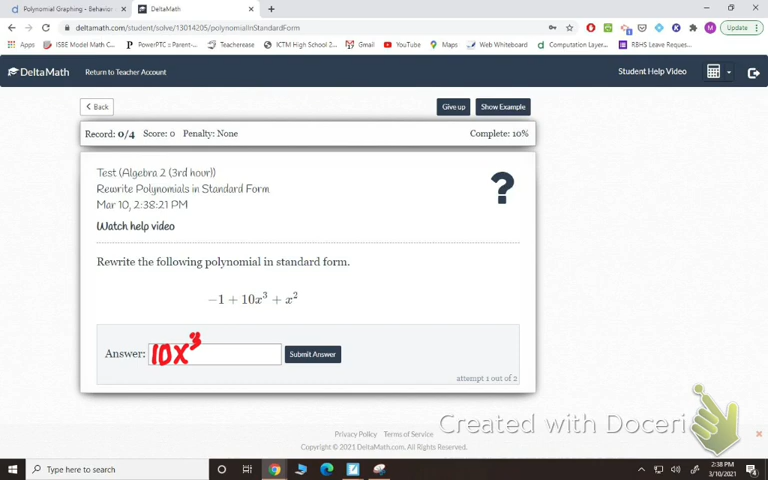 Polynomial Graphing - Behavior
DeltaMath
deltamath.com/student/solve/13014205/polynomialInStandardForm
Update
Apps
ISBE Model Math C...
PowerPTC = Parent-...
Teacherease
ICTM High School 2...
Gmail
YouTube
Maps
Web Whiteboard
Computation Layer...
RBHS Leave Reques...
DeltaMath
Return to Teacher Account
Student Help Video
Back
Give up
Show Example
Record: 0/4 Score: 0 Penalty: None
Complete: 10%
Test (Algebra 2 (3rd hour))
Rewrite Polynomials in Standard Form
Mar 10, 2:38:21 PM
Watch help video
?
Rewrite the following polynomial in standard form.
−1 + 10x³ + x²
Answer: 10x³
Submit Answer
attempt 1 out of 2
Created with Doceri
Privacy Policy Terms of Service
Copyright © 2021 DeltaMath.com. All Rights Reserved.
Type here to search
2:38 PM
3/10/2021